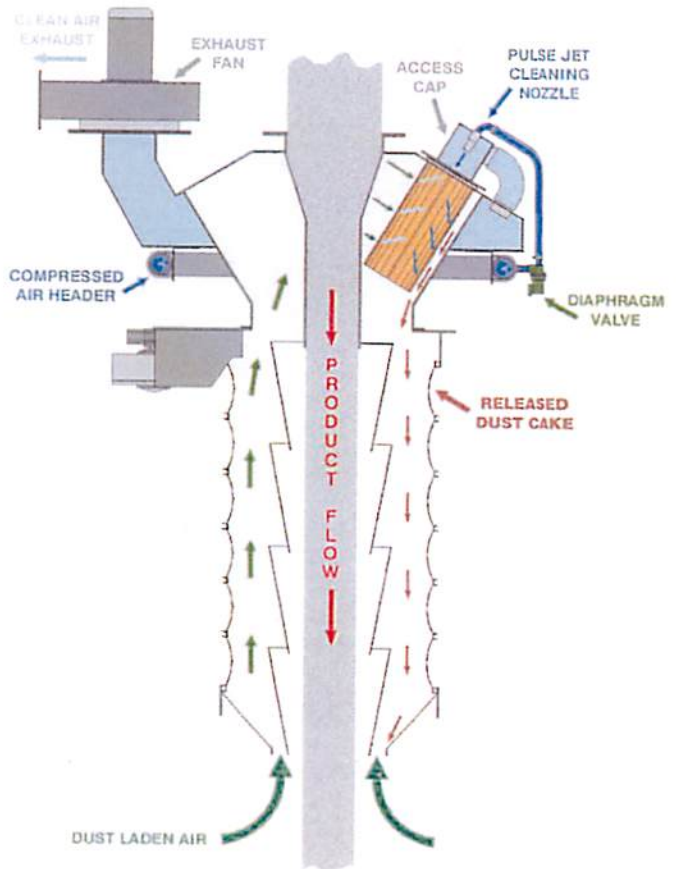 CLEAN AIR
EXHAUST
EXHAUST
FAN
ACCESS
CAP
PULSE JET
CLEANING
NOZZLE
COMPRESSED
AIR HEADER
DIAPHRAGM
VALVE
PRODUCT FLOW
RELEASED
DUST CAKE
DUST LADEN AIR